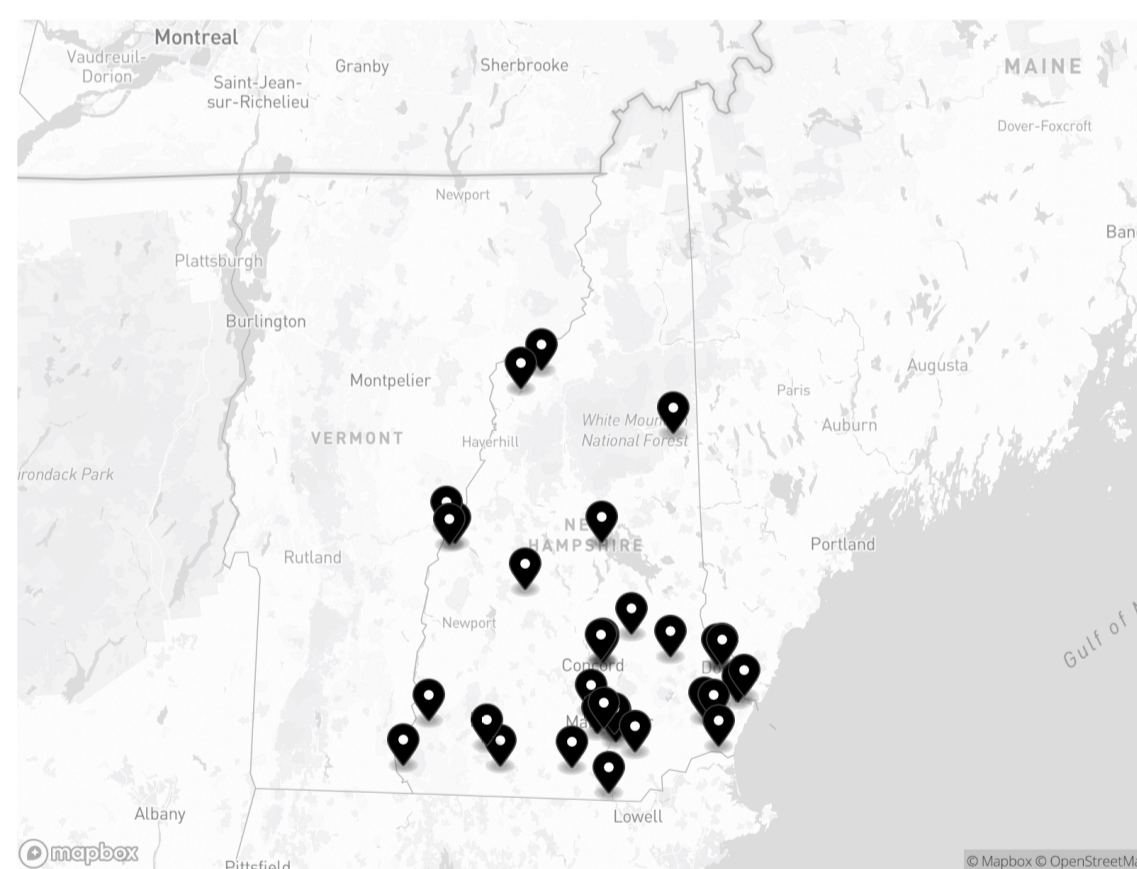 Montreal
Vaudreuil-
Dorion
Saint-Jean-
sur-Richelieu
Granby
Sherbrooke
MAINE
Dover-Foxcroft
Newport
Plattsburgh
Burlington
Ban
Montpelier
VERMONT
Haverhill
White Moun
National Forest
Paris
Augusta
Auburn
irondack Park
Rutland
NE
HAMPSHIRE
Portland
Newport
Concord
Gulf of
Ma
Albany
Lowell
Pittsfield
mapbox
© Mapbox © OpenStreetMa